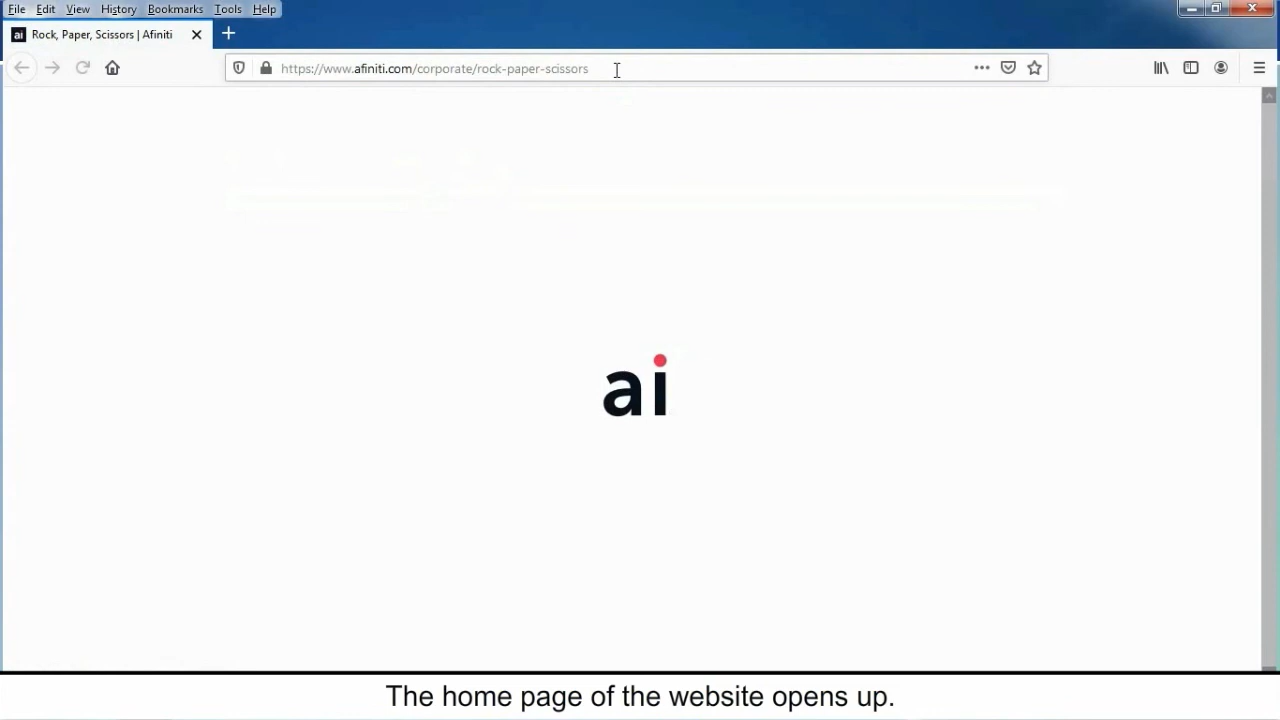 File Edit View History Bookmarks Tools Help
ai Rock, Paper, Scissors | Afiniti
https://www.afiniti.com/corporate/rock-paper-scissors
ai
The home page of the website opens up.